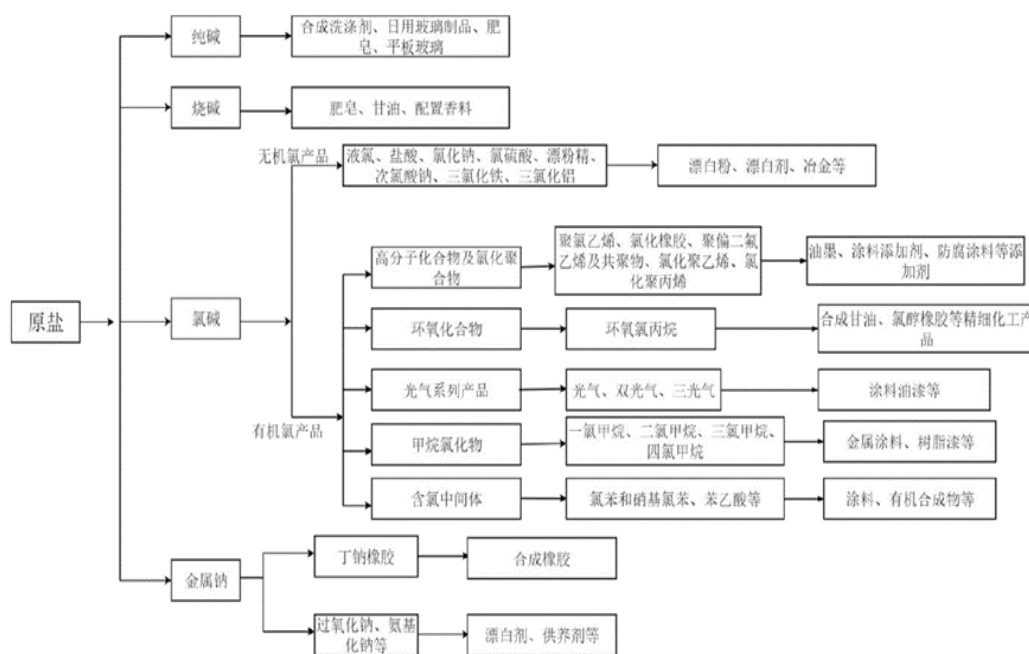 纯碱
合成洗涤剂、日用玻璃制品、肥
皂、平板玻璃
烧碱
肥皂、甘油、配置香料
无机氯产品
液氯、盐酸、氯化钠、氯硫酸、漂粉精、
次氯酸钠、三氯化铁、三氯化铝
漂白粉、漂白剂、冶金等
高分子化合物及氯化聚
合物
聚氯乙烯、氯化橡胶、聚偏二氟
乙烯及共聚物、氯化聚乙烯、氯
化聚丙烯
油墨、涂料添加剂、防腐涂料等添
加剂
原盐
氯碱
环氧化合物
环氧氯丙烷
合成甘油、氯醇橡胶等精细化工产
品
光气系列产品
光气、双光气、三光气
涂料油漆等
有机氯产品
甲烷氯化物
一氯甲烷、二氯甲烷、三氯甲烷、
四氯甲烷
金属涂料、树脂漆等
含氯中间体
氯苯和硝基氯苯、苯乙酸等
涂料、有机合成物等
金属钠
丁钠橡胶
合成橡胶
过氧化钠、氨基
化钠等
漂白剂、供养剂等